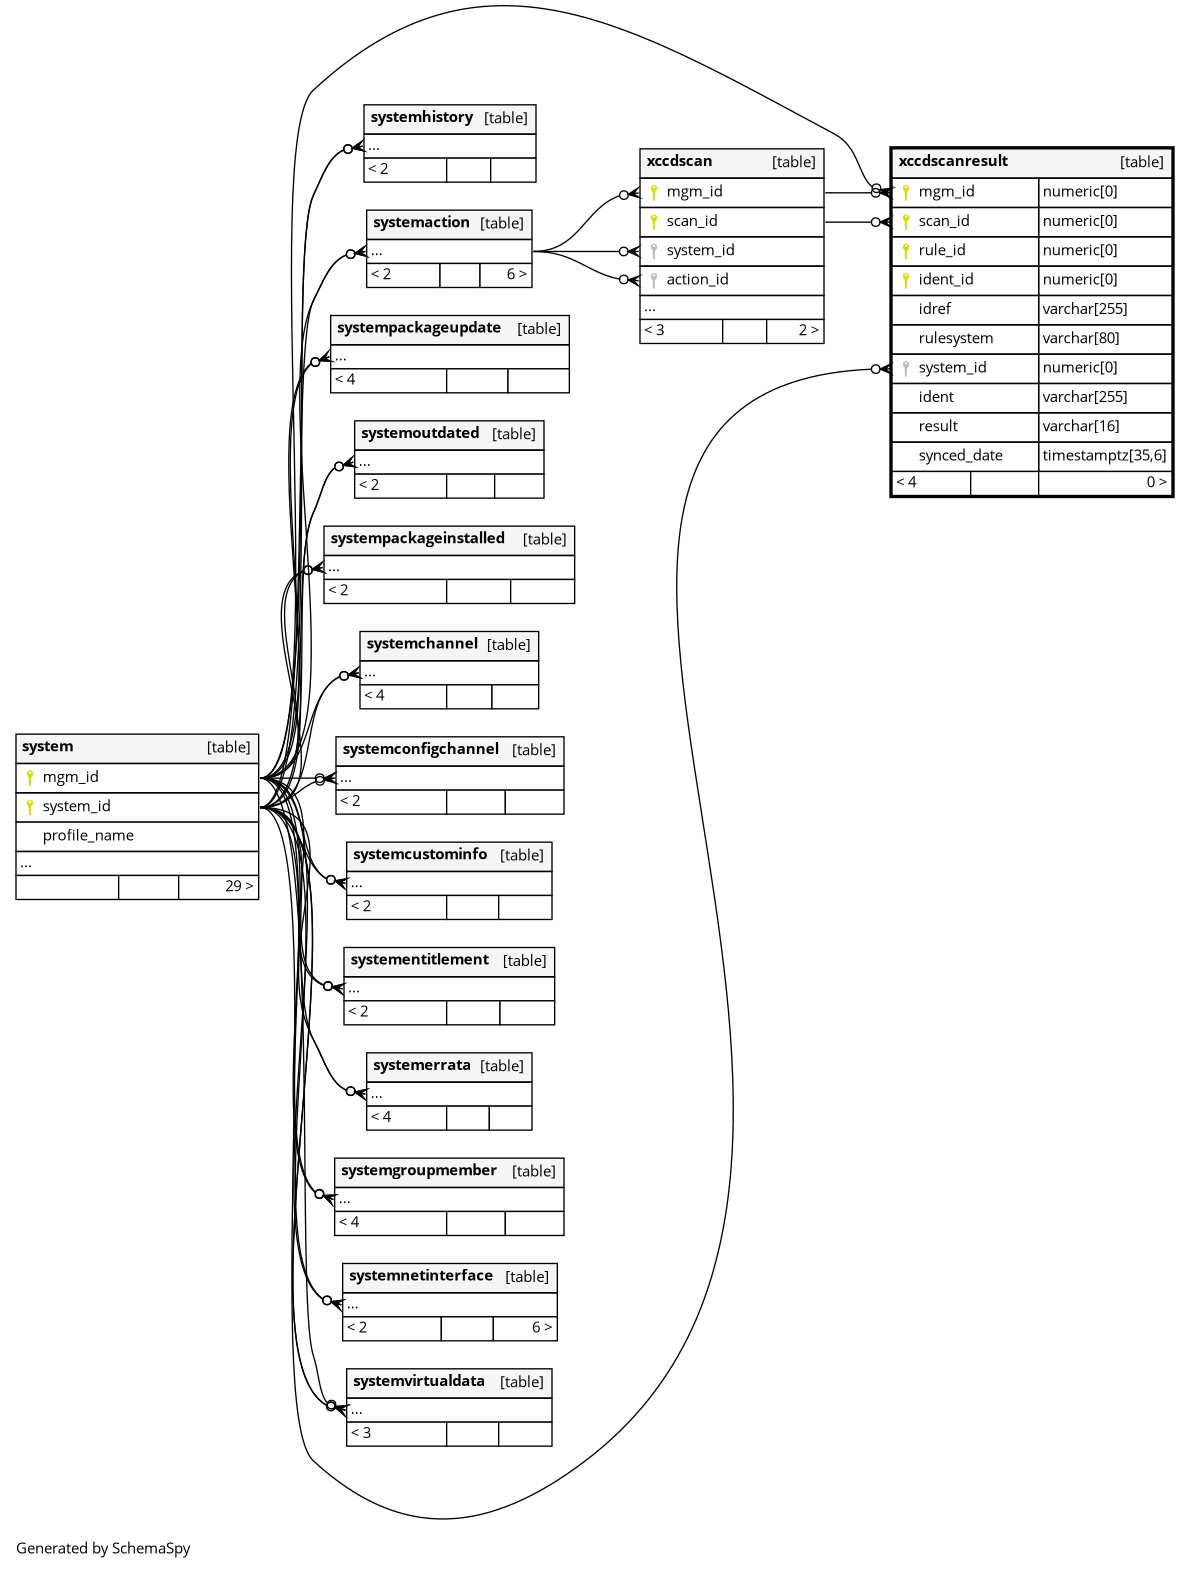 systemhistory [table]
...
< 2
systemaction [table]
...
< 2 6 >
systempackageupdate [table]
...
< 4
systemoutdated [table]
...
< 2
systempackageinstalled [table]
...
< 2
systemchannel [table]
...
< 4
systemconfigchannel [table]
...
< 2
systemcustominfo [table]
...
< 2
systementitlement [table]
...
< 2
systemerrata [table]
...
< 4
systemgroupmember [table]
...
< 4
systemnetinterface [table]
...
< 2 6 >
systemvirtualdata [table]
...
< 3
system [table]
mgm_id
system_id
profile_name
...
29 >
xccdscan [table]
mgm_id
scan_id
system_id
action_id
...
< 3 2 >
xccdscanresult [table]
mgm_id numeric[0]
scan_id numeric[0]
rule_id numeric[0]
ident_id numeric[0]
idref varchar[255]
rulesystem varchar[80]
system_id numeric[0]
ident varchar[255]
result varchar[16]
synced_date timestamptz[35,6]
< 4 0 >
Generated by SchemaSpy